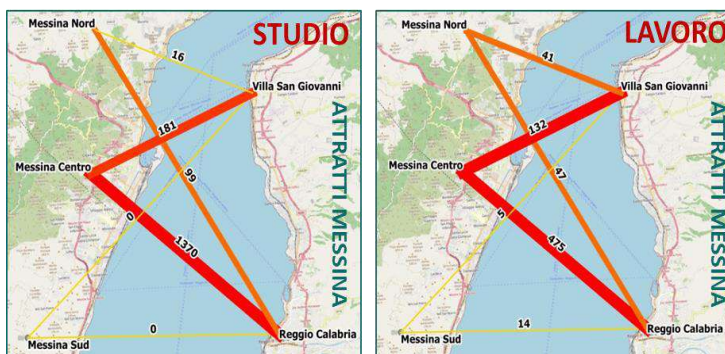 STUDIO
Messina Nord
16
Villa San Giovanni
181
Messina Centro
99
0
1370
0
Messina Sud
Reggio Calabria
ATTRATTI MESSINA
LAVORO
Messina Nord
41
Villa San Giovanni
132
Messina Centro
47
5
475
14
Messina Sud
Reggio Calabria
ATTRATTI MESSINA